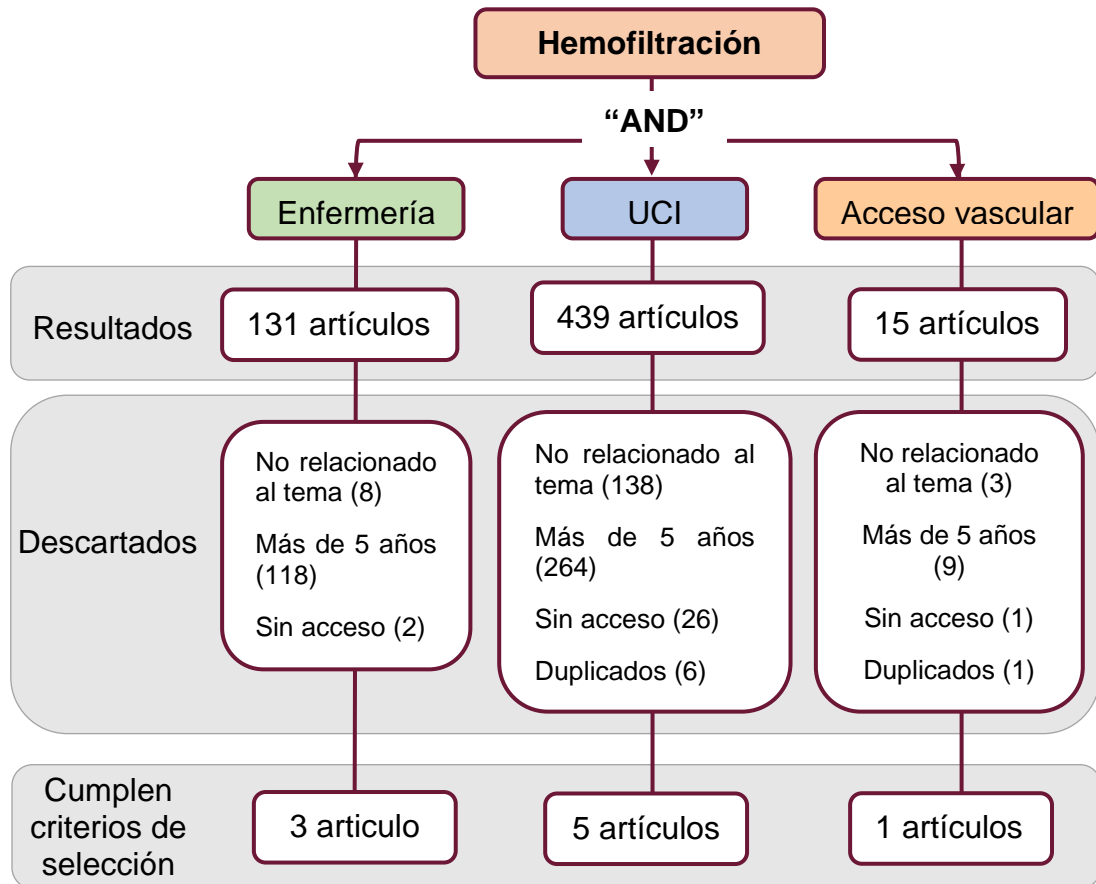 Hemofiltración
“AND”
Enfermería
UCI
Acceso vascular
Resultados
131 artículos
439 artículos
15 artículos
Descartados
No relacionado
al tema (8)
Más de 5 años
(118)
Sin acceso (2)
No relacionado al
tema (138)
Más de 5 años
(264)
Sin acceso (26)
Duplicados (6)
No relacionado
al tema (3)
Más de 5 años
(9)
Sin acceso (1)
Duplicados (1)
Cumplen
criterios de
selección
3 articulo
5 artículos
1 artículos